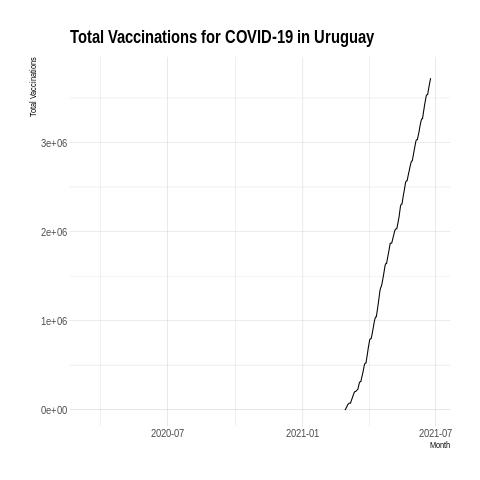 Total Vaccinations for COVID-19 in Uruguay
Total Vaccinations
3e+06
2e+06
1e+06
0e+00
2020-07 2021-01 2021-07
Month